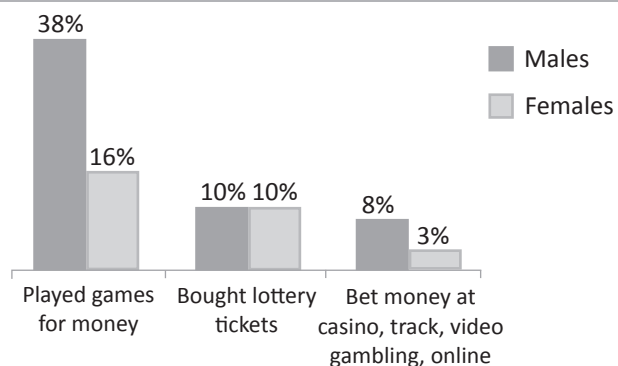 38%
16%
10% 10%
8%
3%
Males
Females
Played games
for money
Bought lottery
tickets
Bet money at
casino, track, video
gambling, online